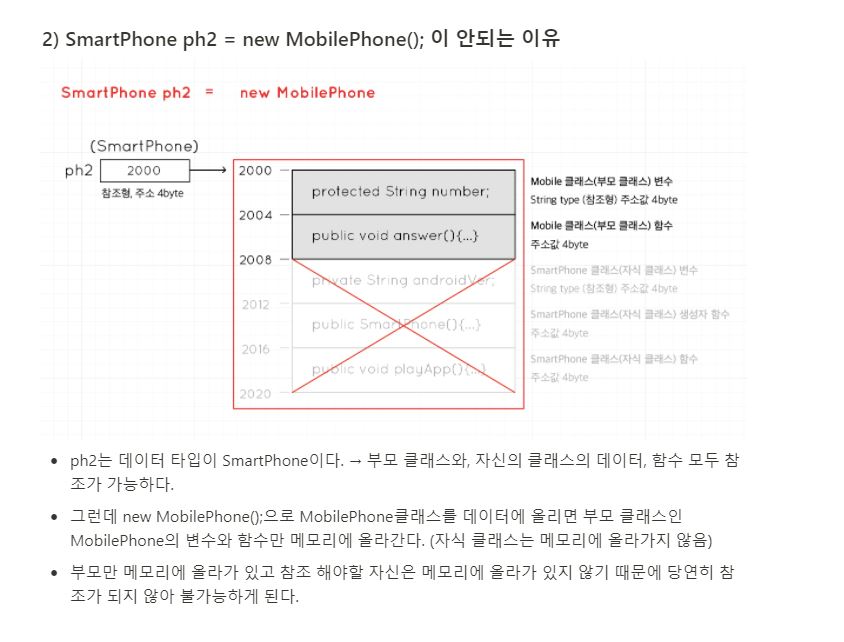 2) SmartPhone ph2 = new MobilePhone(); 이 안되는 이유
SmartPhone ph2 = new MobilePhone
(SmartPhone)
ph2 2000
참조형, 주소 4byte
2000
protected String number;
Mobile 클래스(부모 클래스) 변수
String type (참조형) 주소값 4byte
2004
public void answer(){...}
Mobile 클래스(부모 클래스) 함수
주소값 4byte
2008
private String androidVer;
SmartPhone 클래스(자식 클래스) 변수
String type (참조형) 주소값 4byte
2012
public SmartPhone(){...}
SmartPhone 클래스(자식 클래스) 생성자 함수
주소값 4byte
2016
public void playApp(){...}
SmartPhone 클래스(자식 클래스) 함수
주소값 4byte
2020
• ph2는 데이터 타입이 SmartPhone이다. → 부모 클래스와, 자신의 클래스의 데이터, 함수 모두 참
조가 가능하다.
• 그런데 new MobilePhone();으로 MobilePhone클래스를 데이터에 올리면 부모 클래스인
MobilePhone의 변수와 함수만 메모리에 올라간다. (자식 클래스는 메모리에 올라가지 않음)
• 부모만 메모리에 올라가 있고 참조 해야할 자신은 메모리에 올라가 있지 않기 때문에 당연히 참
조가 되지 않아 불가능하게 된다.